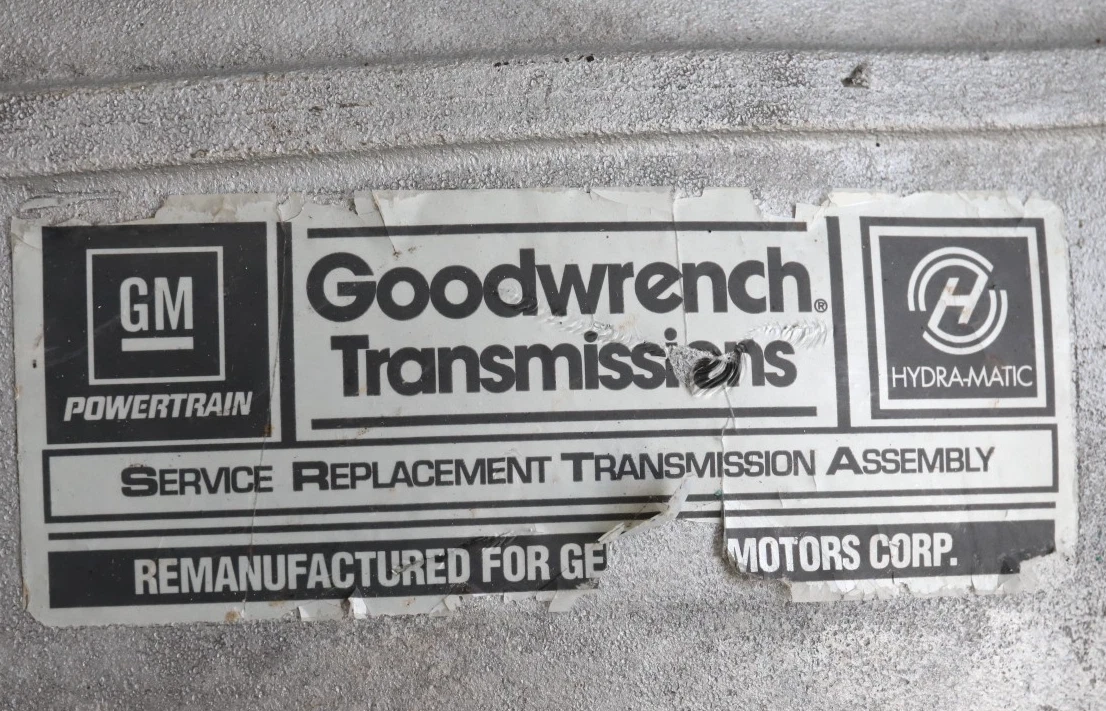 GM
POWERTRAIN
Goodwrench®
Transmissions
H
HYDRA-MATIC
SERVICE REPLACEMENT TRANSMISSION ASSEMBLY
REMANUFACTURED FOR GE MOTORS CORP.